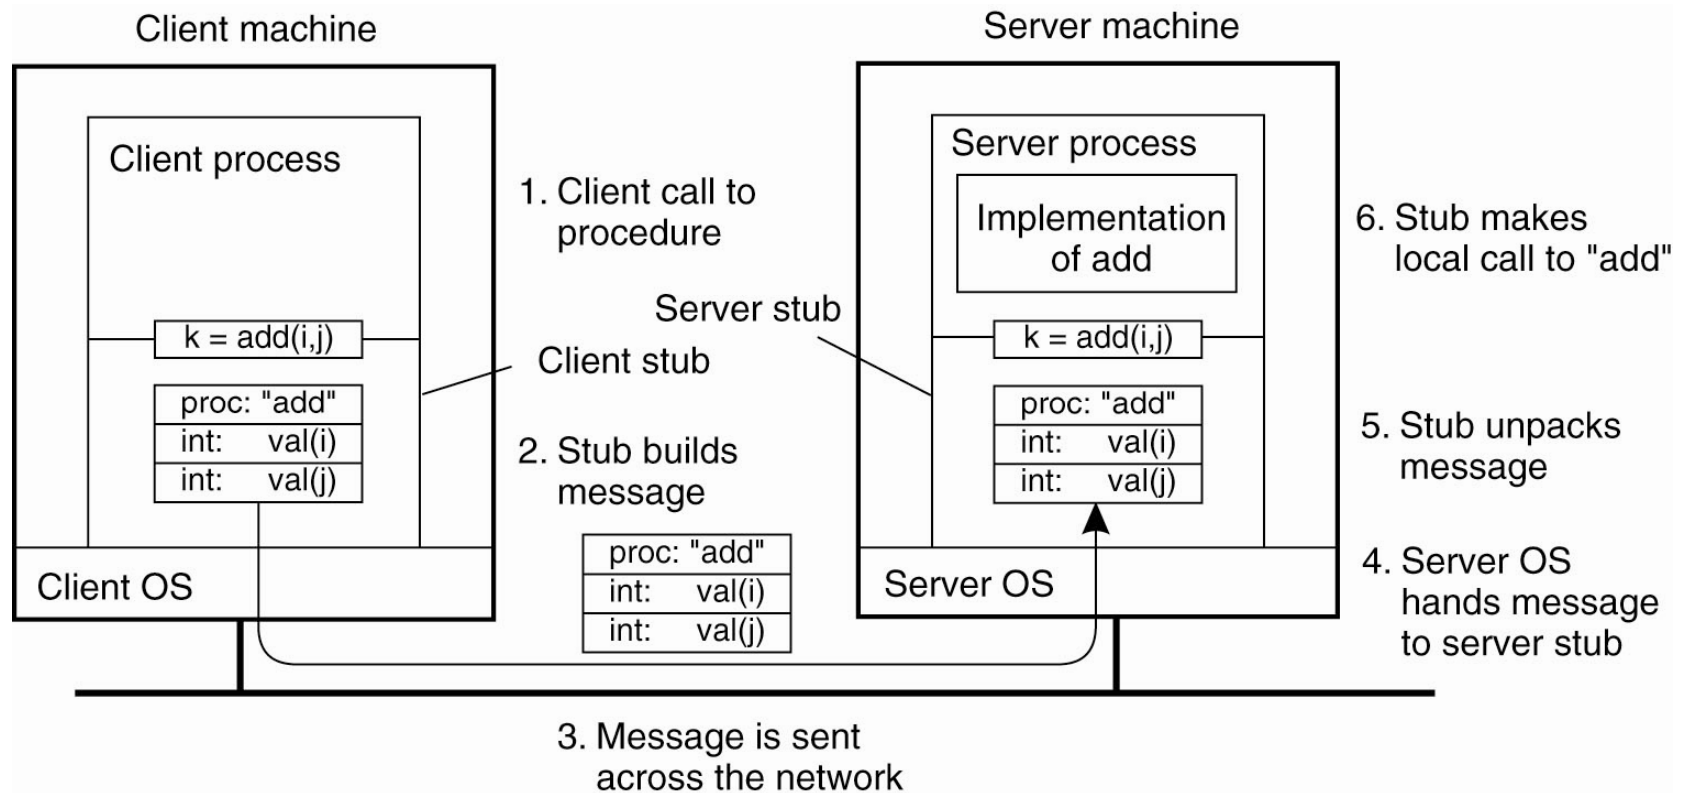 Client machine
Server machine
Client process
1. Client call to
procedure
Server process
Implementation
of add
6. Stub makes
local call to "add"
Server stub
k = add(i,j)
Client stub
k = add(i,j)
proc: "add"
int: val(i)
int: val(j)
2. Stub builds
message
proc: "add"
int: val(i)
int: val(j)
5. Stub unpacks
message
proc: "add"
int: val(i)
int: val(j)
Client OS
Server OS
4. Server OS
hands message
to server stub
3. Message is sent
across the network